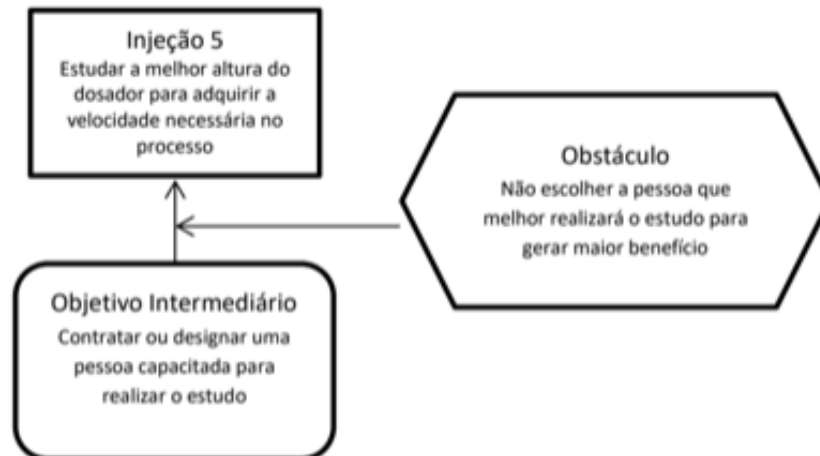 Injeção 5
Estudar a melhor altura do
dosador para adquirir a
velocidade necessária no
processo
Obstáculo
Não escolher a pessoa que
melhor realizará o estudo para
gerar maior benefício
Objetivo Intermediário
Contratar ou designar uma
pessoa capacitada para
realizar o estudo